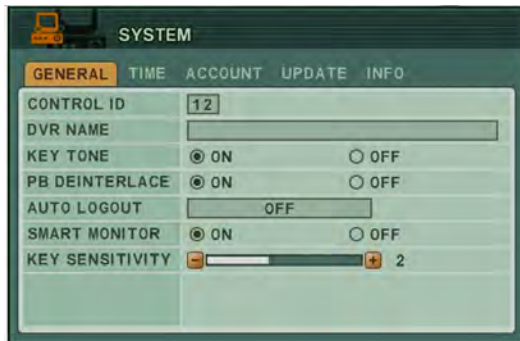 SYSTEM
GENERAL TIME ACCOUNT UPDATE INFO
CONTROL ID 12
DVR NAME
KEY TONE ON OFF
PB DEINTERLACE ON OFF
AUTO LOGOUT OFF
SMART MONITOR ON OFF
KEY SENSITIVITY - + 2